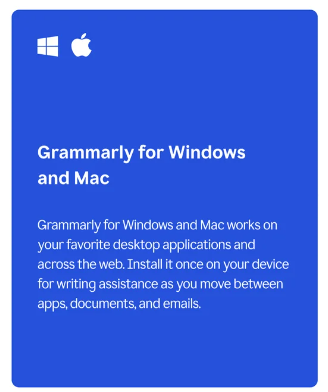 Grammarly for Windows
and Mac
Grammarly for Windows and Mac works on
your favorite desktop applications and
across the web. Install it once on your device
for writing assistance as you move between
apps, documents, and emails.